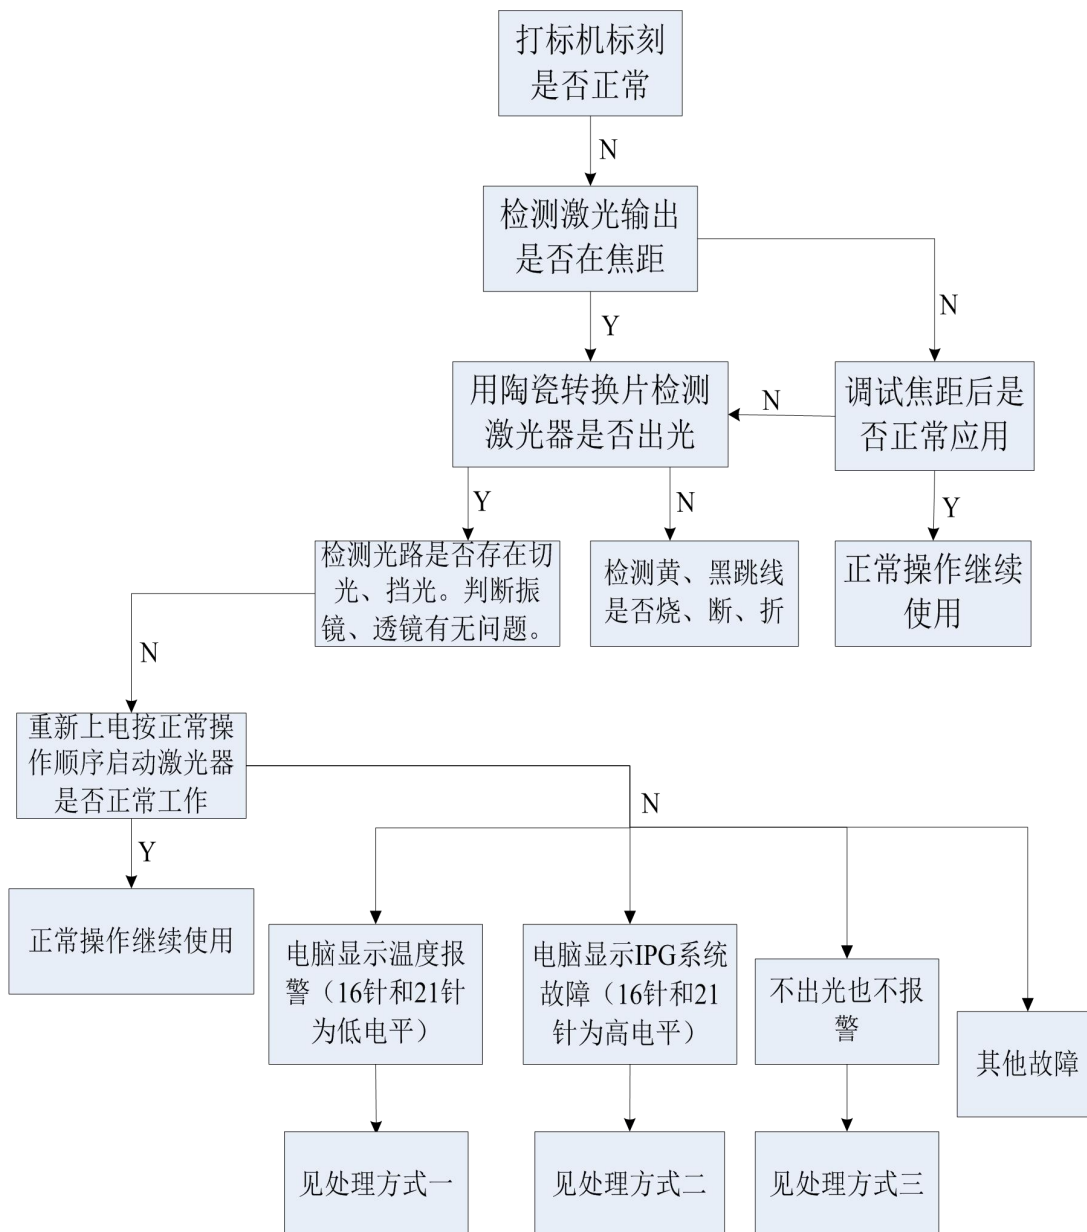 打标机标刻
是否正常
N
检测激光输出
是否在焦距
Y
N
用陶瓷转换片检测
激光器是否出光
N
调试焦距后是
否正常应用
Y
N
Y
检测光路是否存在切
光、挡光。判断振
镜、透镜有无问题。
检测黄、黑跳线
是否烧、断、折
正常操作继续
使用
N
重新上电按正常操
作顺序启动激光器
是否正常工作
N
Y
正常操作继续使用
电脑显示温度报
警（16针和21针
为低电平）
电脑显示IPG系统
故障（16针和21
针为高电平）
不出光也不报
警
其他故障
见处理方式一
见处理方式二
见处理方式三